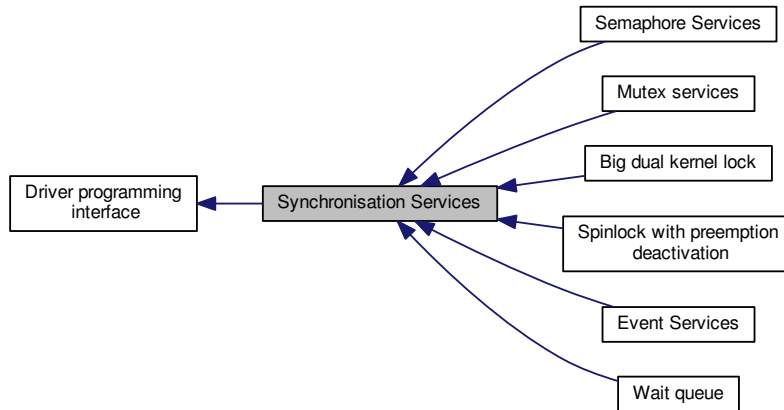 Semaphore Services
Mutex services
Big dual kernel lock
Driver programming
interface
Synchronisation Services
Spinlock with preemption
deactivation
Event Services
Wait queue